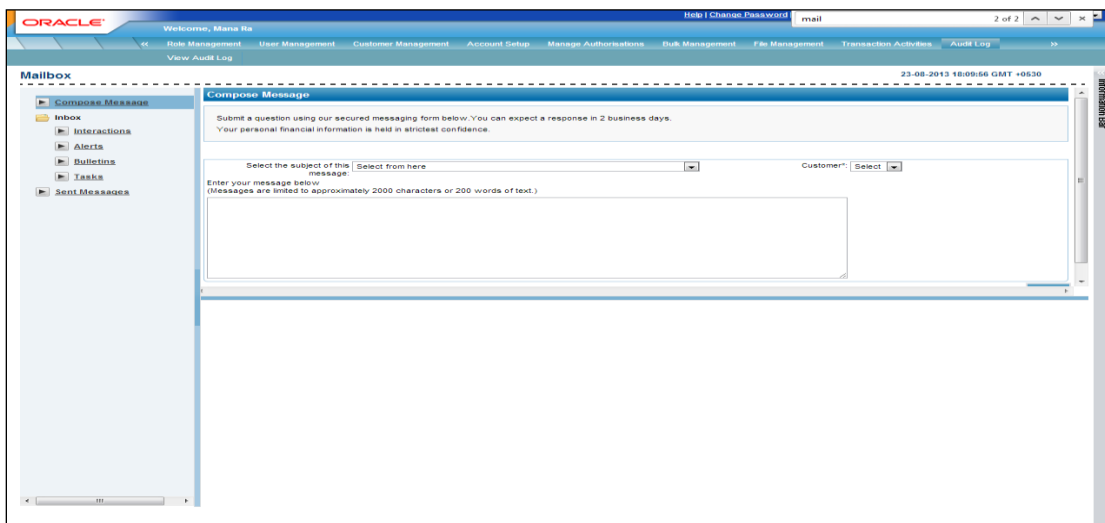 ORACLE
Help | Change Password
mail
2 of 2
Welcome, Mana Ra
Role Management User Management Customer Management Account Setup Manage Authorisations Bulk Management File Management Transaction Activities Audit Log
View Audit Log
Mailbox
23-08-2013 18:09:56 GMT +0530
Compose Message
Inbox
Interactions
Alerts
Bulletins
Tasks
Sent Messages
Compose Message
Submit a question using our secured messaging form below.You can expect a response in 2 business days.
Your personal financial information is held in strictest confidence.
Select the subject of this message: Select from here
Customer*: Select
Enter your message below
(Messages are limited to approximately 2000 characters or 200 words of text.)
Information Bar